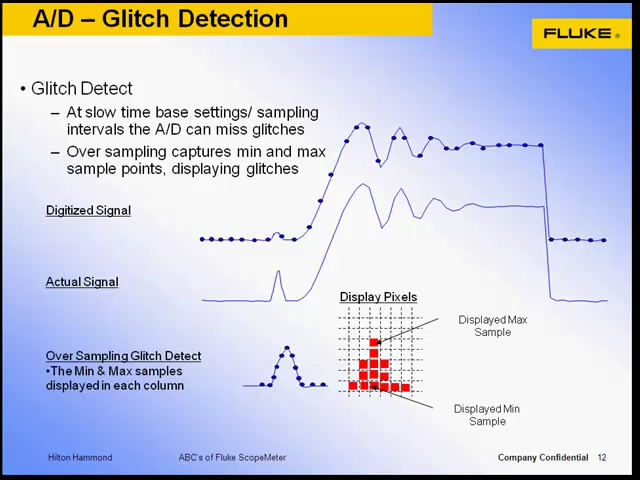 A/D – Glitch Detection
FLUKE®
• Glitch Detect
– At slow time base settings/ sampling
intervals the A/D can miss glitches
– Over sampling captures min and max
sample points, displaying glitches
Digitized Signal
Actual Signal
Display Pixels
Displayed Max
Sample
Over Sampling Glitch Detect
•The Min & Max samples
displayed in each column
Displayed Min
Sample
Hilton Hammond
ABC's of Fluke ScopeMeter
Company Confidential 12